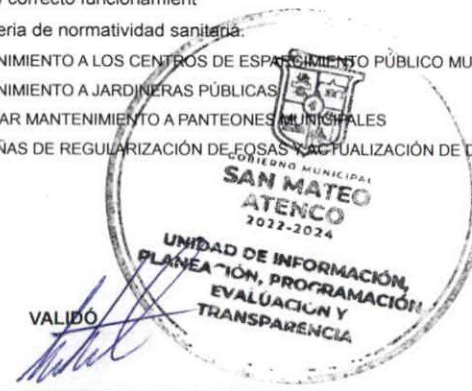 correcto funcionamient
eria de normatividad sanitaria.
NIMIENTO A LOS CENTROS DE ESPARCIMIENTO PÚBLICO MU
NIMIENTO A JARDINERAS PÚBLICAS
AR MANTENIMIENTO A PANTEONES MUNICIPALES
ÑAS DE REGULARIZACIÓN DE FOSAS Y ACTUALIZACIÓN DE D
GOBIERNO MUNICIPAL
SAN MATEO
ATENCO
2022-2024
UNIDAD DE INFORMACIÓN,
PLANEACIÓN, PROGRAMACIÓN
EVALUACIÓN Y
TRANSPARENCIA
VALIDÓ